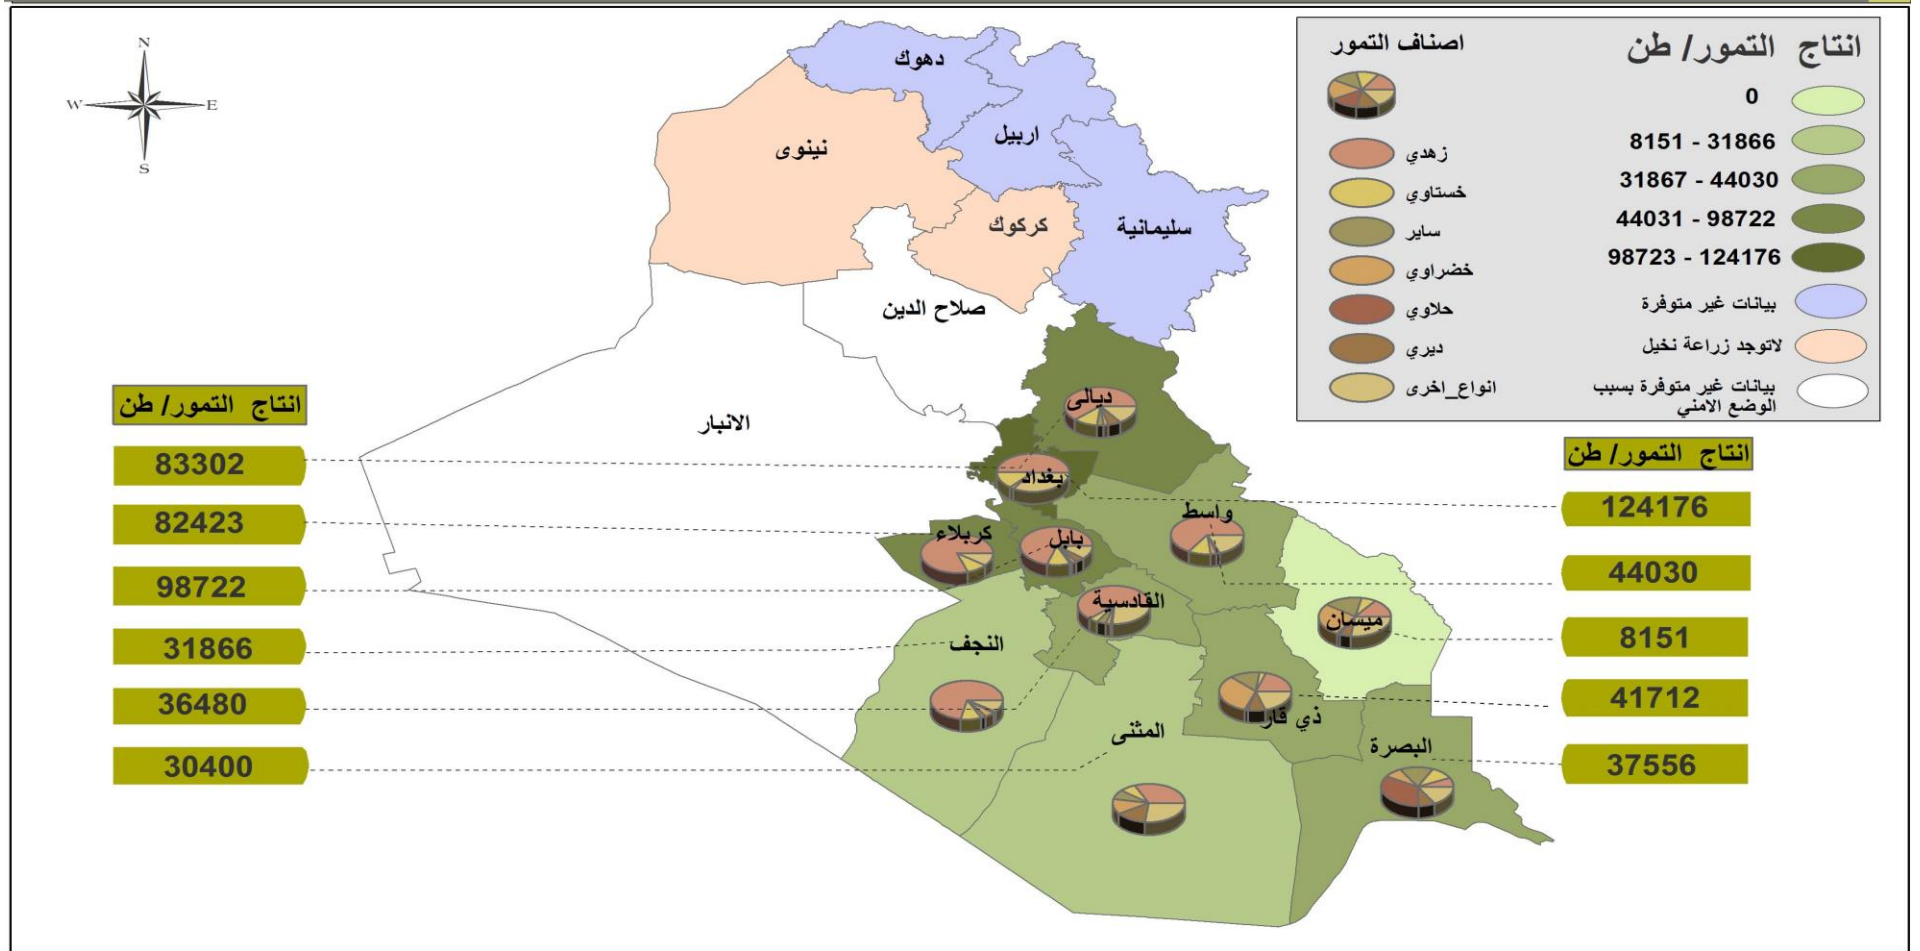 N
W
E
S
اصناف التمور
زهدي
خستاوي
ساير
خضراوي
حلاوي
ديري
انواع_اخرى
انتاج التمور/ طن
0
8151 - 31866
31867 - 44030
44031 - 98722
98723 - 124176
بيانات غير متوفرة
لاتوجد زراعة نخيل
بيانات غير متوفرة بسبب
الوضع الامني
دهوك
اربيل
نينوى
كركوك
سليمانية
صلاح الدين
الانبار
ديالى
بغداد
واسط
كربلاء
بابل
القادسية
ميسان
النجف
ذي قار
المثنى
البصرة
انتاج التمور/ طن
83302
82423
98722
31866
36480
30400
انتاج التمور/ طن
124176
44030
8151
41712
37556